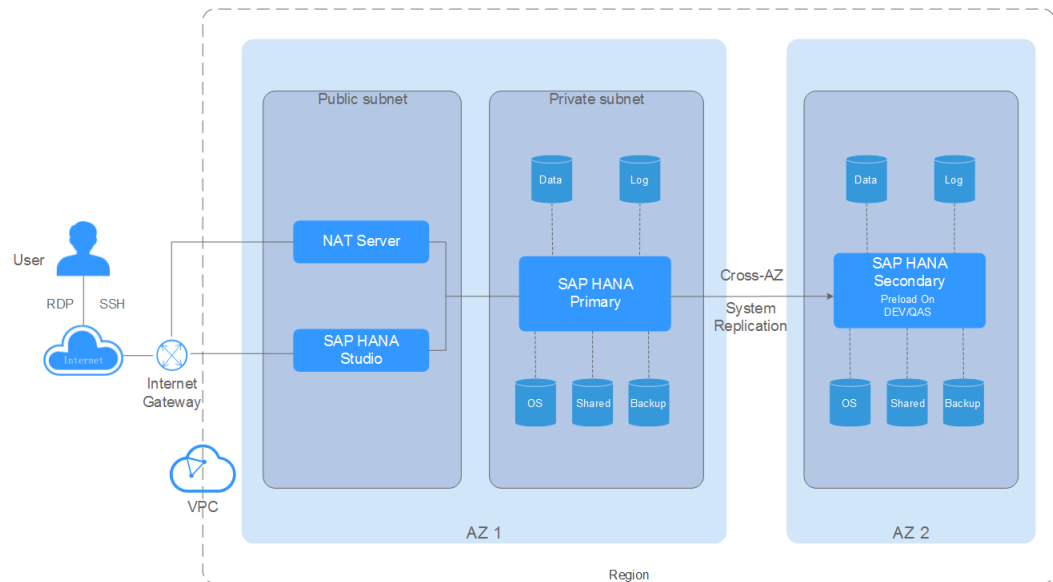 Public subnet
Private subnet
Data
Log
Data
Log
User
NAT Server
SAP HANA
Primary
Cross-AZ
System
Replication
SAP HANA
Secondary
Preload On
DEV/QAS
RDP
SSH
Internet
Internet
Gateway
SAP HANA
Studio
OS
Shared
Backup
OS
Shared
Backup
VPC
AZ 1
AZ 2
Region